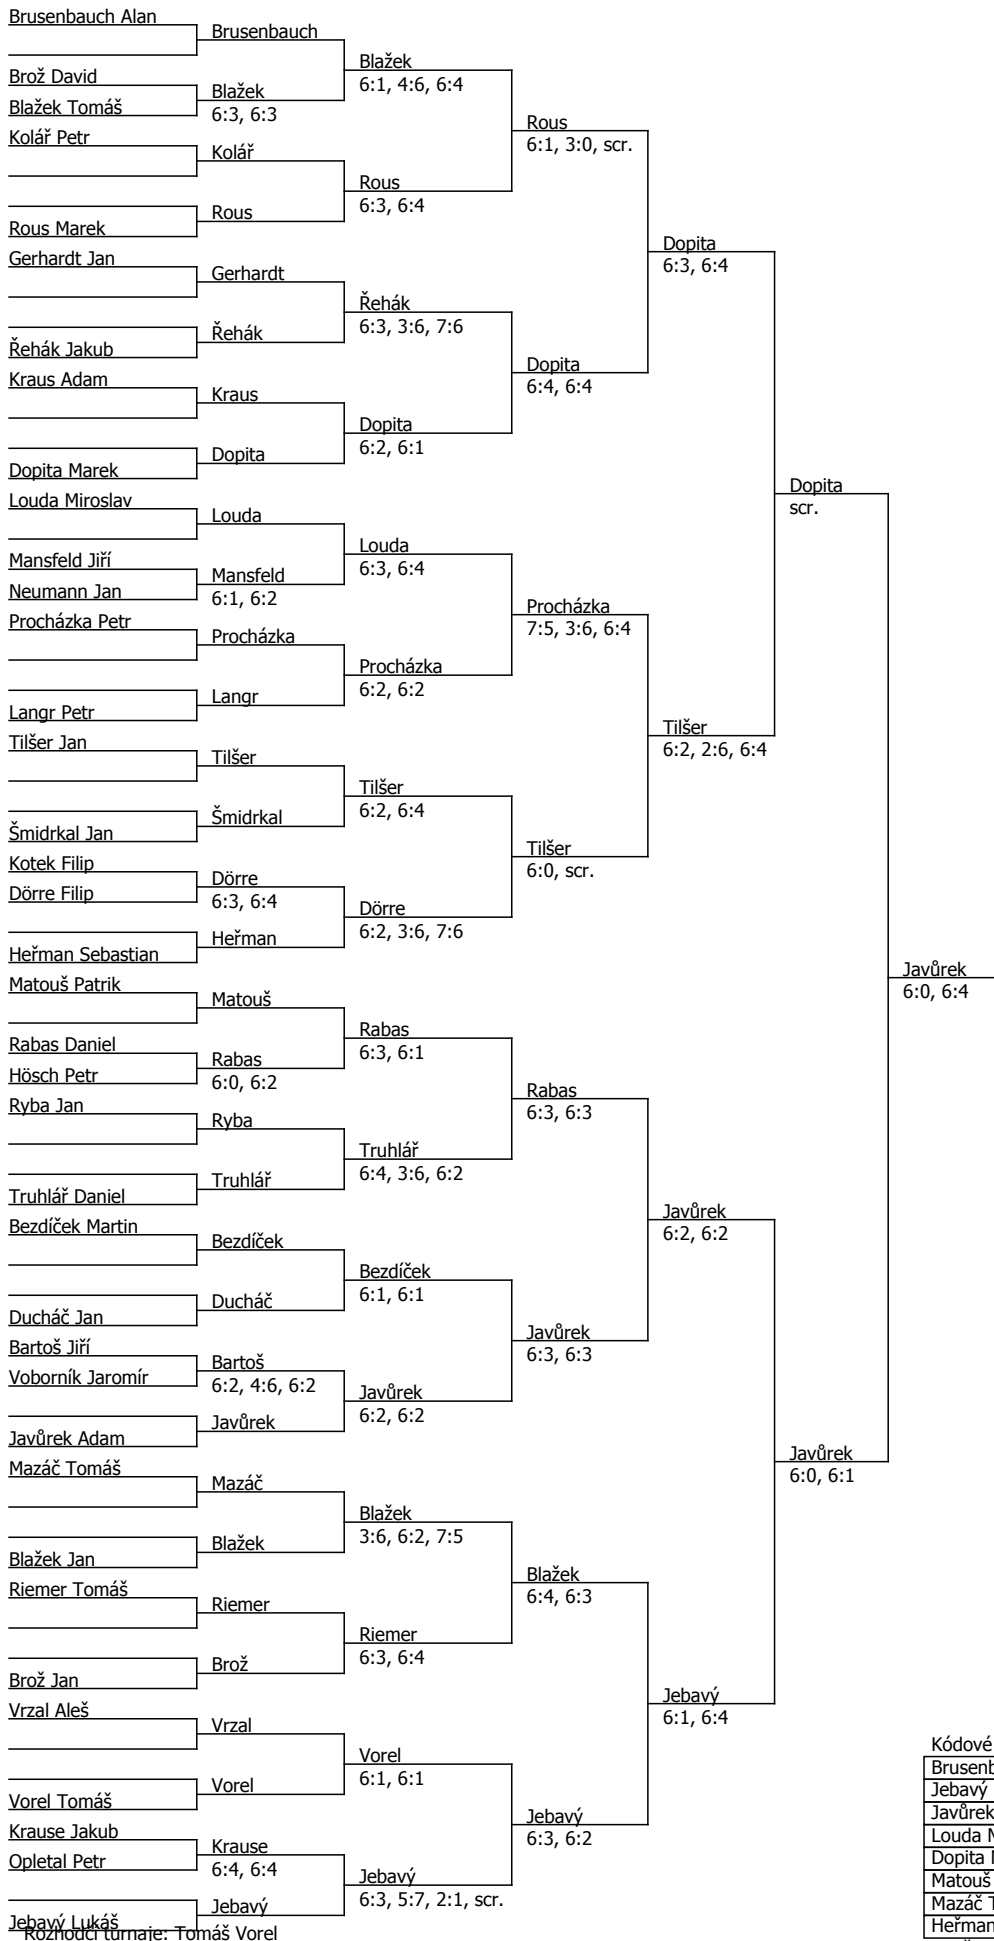 Brusenbauch Alan
Brusenbauch
Blažek
6:1, 4:6, 6:4
Brož David
Blažek
6:3, 6:3
Blažek Tomáš
Rous
6:1, 3:0, scr.
Kolář Petr
Kolář
Rous
6:3, 6:4
Rous
Rous Marek
Dopita
6:3, 6:4
Gerhardt Jan
Gerhardt
Řehák
6:3, 3:6, 7:6
Řehák
Řehák Jakub
Dopita
6:4, 6:4
Kraus Adam
Kraus
Dopita
6:2, 6:1
Dopita
Dopita Marek
Dopita
scr.
Louda Miroslav
Louda
Louda
6:3, 6:4
Mansfeld Jiří
Mansfeld
6:1, 6:2
Neumann Jan
Procházka
7:5, 3:6, 6:4
Procházka Petr
Procházka
Procházka
6:2, 6:2
Langr
Langr Petr
Tilšer
6:2, 2:6, 6:4
Tilšer Jan
Tilšer
Tilšer
6:2, 6:4
Šmidrkal
Šmidrkal Jan
Tilšer
6:0, scr.
Kotek Filip
Dörre
6:3, 6:4
Dörre Filip
Dörre
6:2, 3:6, 7:6
Heřman
Heřman Sebastian
Javůrek
6:0, 6:4
Matouš Patrik
Matouš
Rabas
6:3, 6:1
Rabas Daniel
Rabas
6:0, 6:2
Hösch Petr
Rabas
6:3, 6:3
Ryba Jan
Ryba
Truhlář
6:4, 3:6, 6:2
Truhlář
Truhlář Daniel
Javůrek
6:2, 6:2
Bezdíček Martin
Bezdíček
Bezdíček
6:1, 6:1
Ducháč
Ducháč Jan
Javůrek
6:3, 6:3
Bartoš Jiří
Bartoš
6:2, 4:6, 6:2
Voborník Jaromír
Javůrek
6:2, 6:2
Javůrek
Javůrek Adam
Javůrek
6:0, 6:1
Mazáč Tomáš
Mazáč
Blažek
3:6, 6:2, 7:5
Blažek
Blažek Jan
Blažek
6:4, 6:3
Riemer Tomáš
Riemer
Riemer
6:3, 6:4
Brož
Brož Jan
Jebavý
6:1, 6:4
Vrzal Aleš
Vrzal
Vorel
6:1, 6:1
Vorel
Vorel Tomáš
Jebavý
6:3, 6:2
Krause Jakub
Krause
6:4, 6:4
Opletal Petr
Jebavý
6:3, 5:7, 2:1, scr.
Jebavý
Jebavý Lukáš
Rozhodčí turnaje: Tomáš Vorel
Kódové
Brusenb
Jebavý
Javůrek
Louda M
Dopita
Matouš
Mazáč T
Heřman